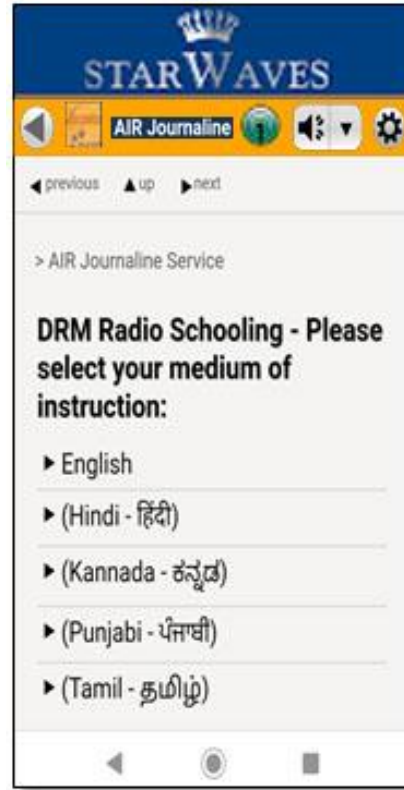 STARWAVES
AIR Journaline 1
previous up next
> AIR Journaline Service
DRM Radio Schooling - Please
select your medium of
instruction:
English
(Hindi - हिंदी)
(Kannada - ಕನ್ನಡ)
(Punjabi - ਪੰਜਾਬੀ)
(Tamil - தமிழ்)